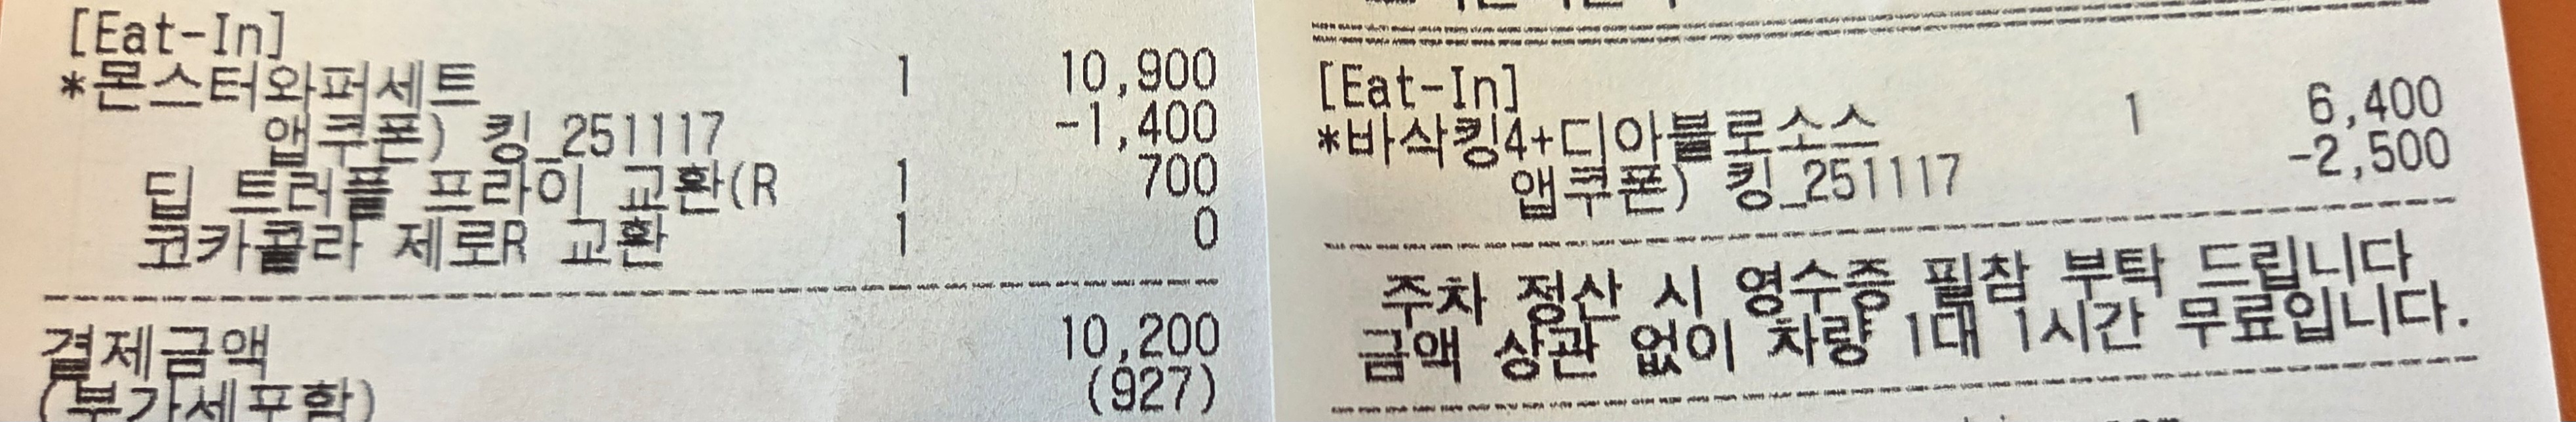 [Eat-In]
*몬스터와퍼세트 1 10,900
앱쿠폰) 킹_251117 -1,400
딥 트러플 프라이 교환(R 1 700
코카콜라 제로R 교환 1 0
결제금액 10,200
(부가세포함) (927)
[Eat-In]
*바삭킹4+디아블로소스 1 6,400
앱쿠폰) 킹_251117 -2,500
주차 정산 시 영수증 필참 부탁 드립니다
금액 상관 없이 차량 1대 1시간 무료입니다.